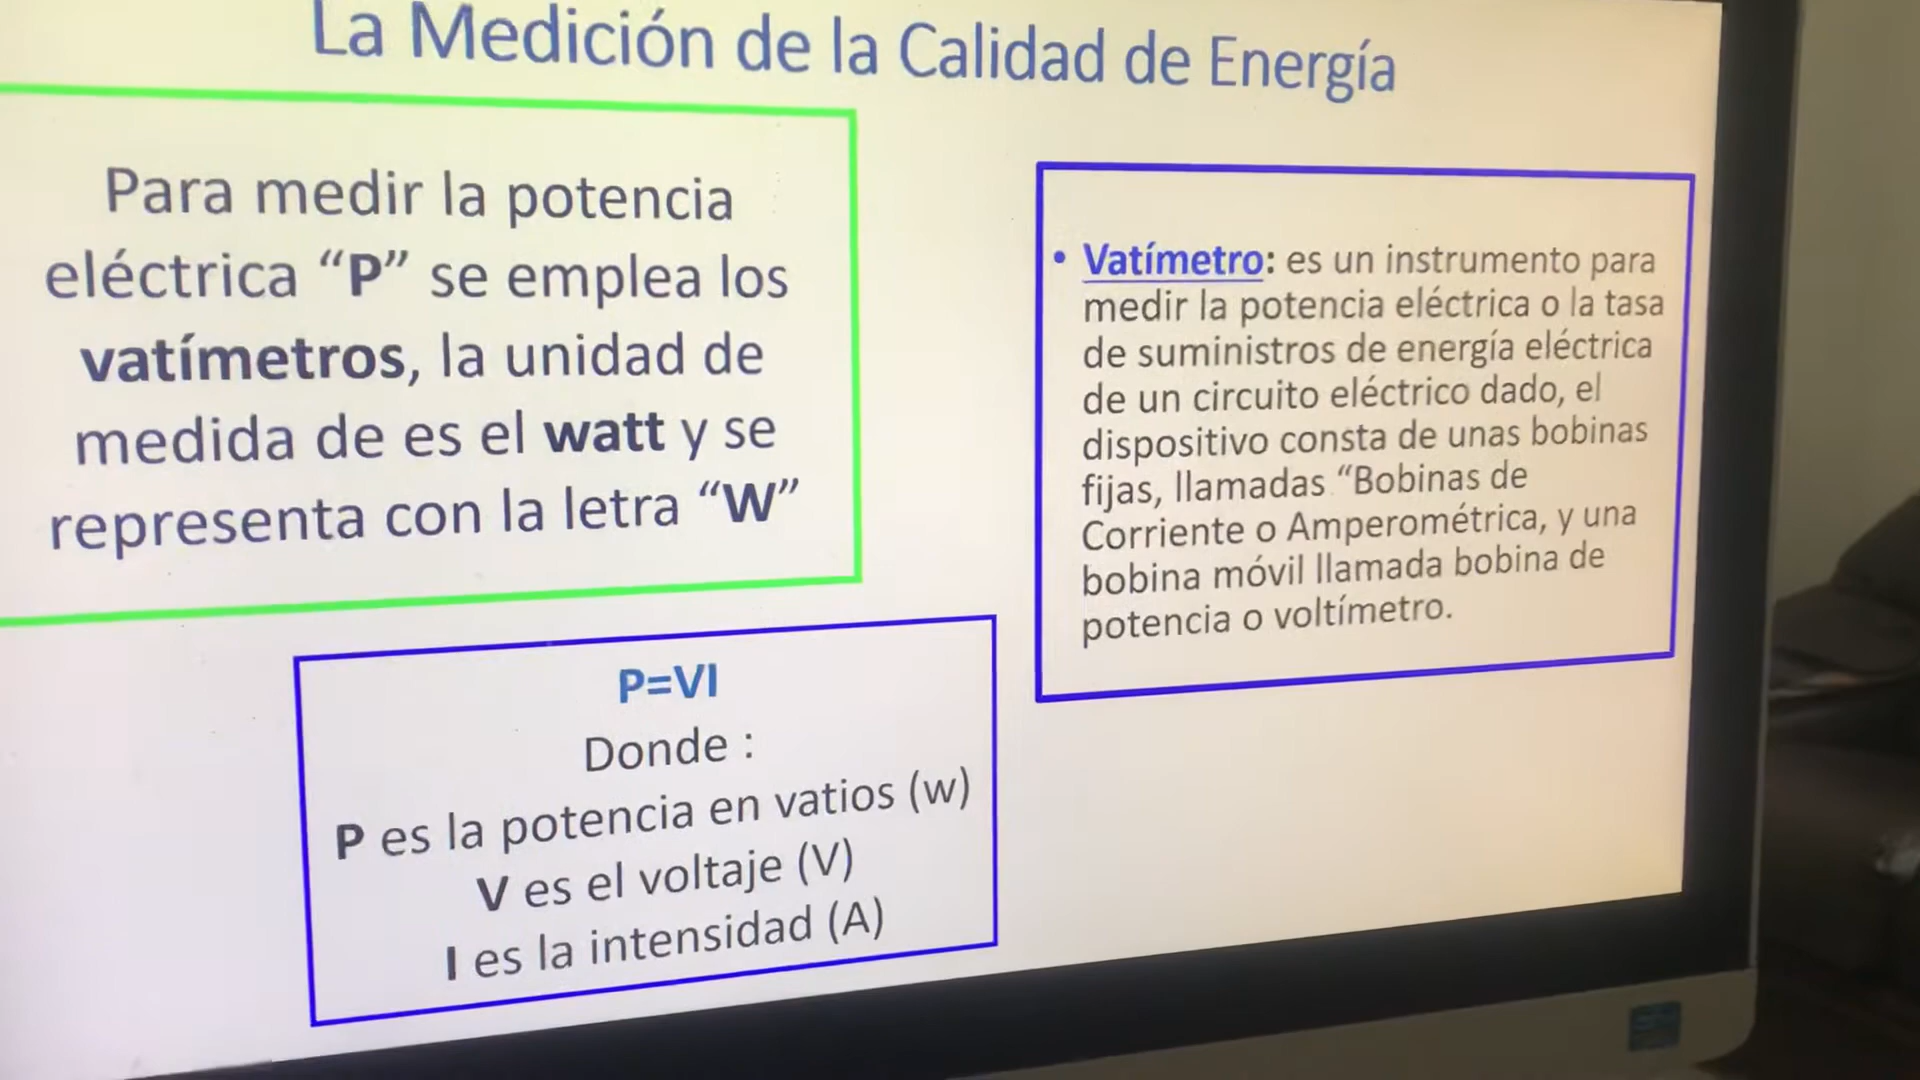 La Medición de la Calidad de Energía
Para medir la potencia
eléctrica “P” se emplea los
vatímetros, la unidad de
medida de es el watt y se
representa con la letra “W”
• Vatímetro: es un instrumento para
medir la potencia eléctrica o la tasa
de suministros de energía eléctrica
de un circuito eléctrico dado, el
dispositivo consta de unas bobinas
fijas, llamadas “Bobinas de
Corriente o Amperométrica, y una
bobina móvil llamada bobina de
potencia o voltímetro.
P=VI
Donde :
P es la potencia en vatios (w)
V es el voltaje (V)
I es la intensidad (A)